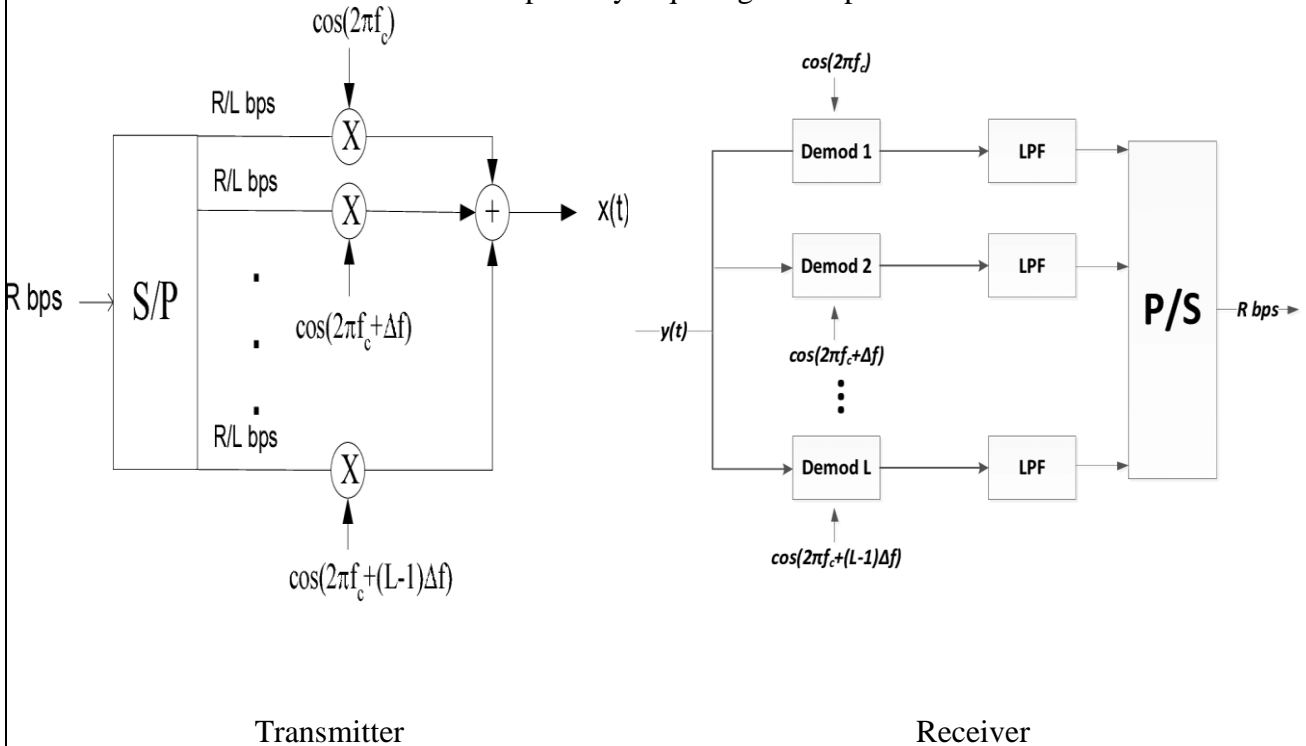 cos(2πf_c)
R/L bps
R/L bps
X
X
+
x(t)
R bps
S/P
cos(2πf_c+Δf)
.
.
.
R/L bps
X
cos(2πf_c+(L-1)Δf)
Transmitter
cos(2πf_c)
Demod 1
LPF
Demod 2
LPF
y(t)
cos(2πf_c+Δf)
⋮
P/S
R bps
Demod L
LPF
cos(2πf_c+(L-1)Δf)
Receiver